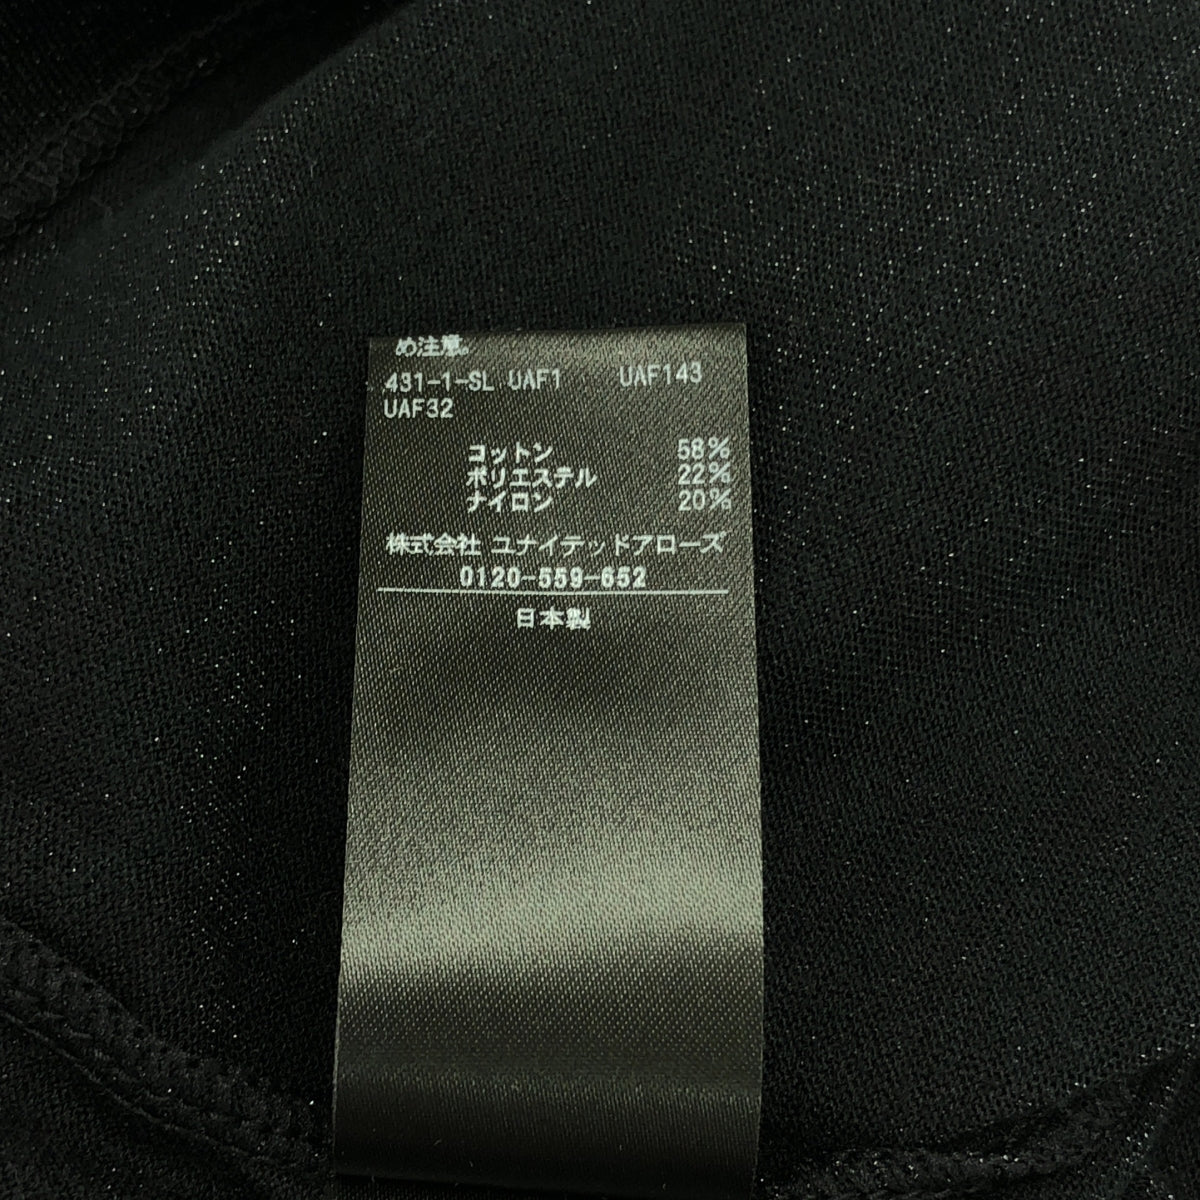 め注意。
431-1-SL UAF1 UAF143
UAF32
コットン 58%
ポリエステル 22%
ナイロン 20%
株式会社 ユナイテッドアローズ
0120-559-652
日本製